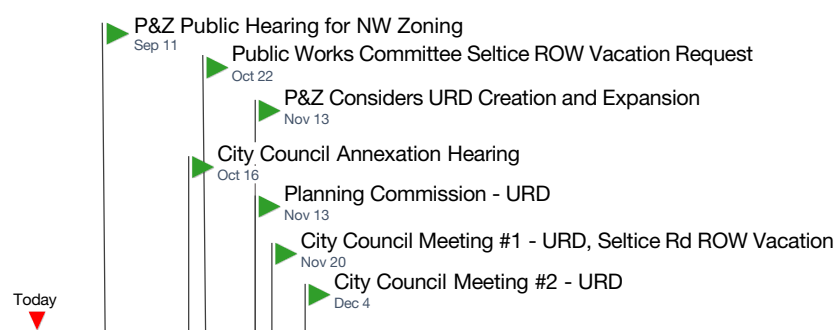 P&Z Public Hearing for NW Zoning
Sep 11
Public Works Committee Seltice ROW Vacation Request
Oct 22
P&Z Considers URD Creation and Expansion
Nov 13
City Council Annexation Hearing
Oct 16
Planning Commission - URD
Nov 13
City Council Meeting #1 - URD, Seltice Rd ROW Vacation
Nov 20
City Council Meeting #2 - URD
Dec 4
Today